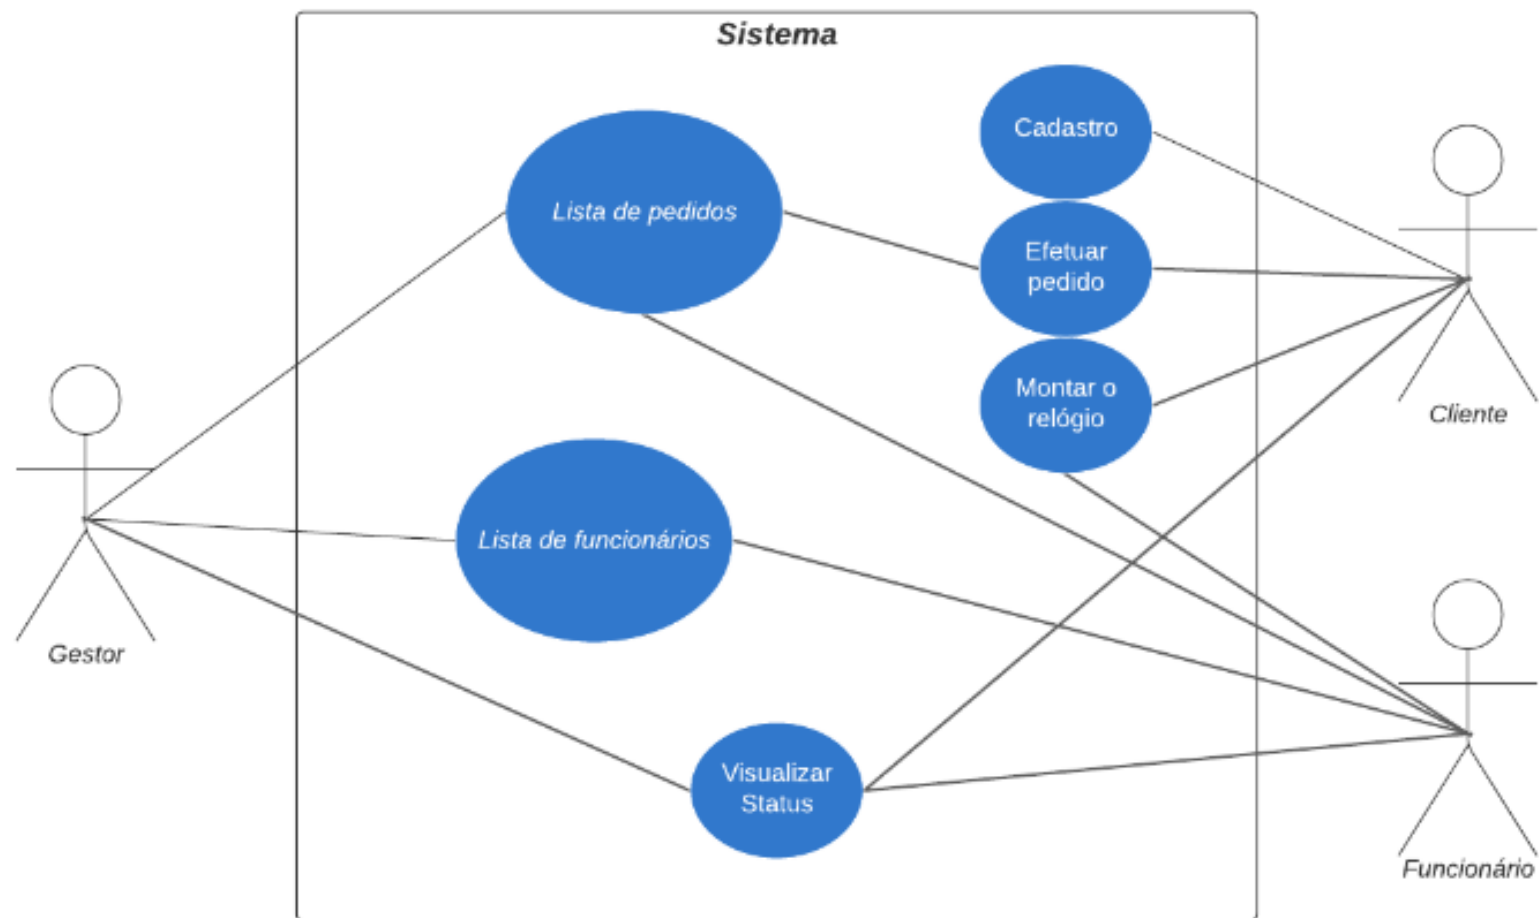 Sistema
Cadastro
Lista de pedidos
Efetuar
pedido
Montar o
relógio
Cliente
Lista de funcionários
Gestor
Visualizar
Status
Funcionário